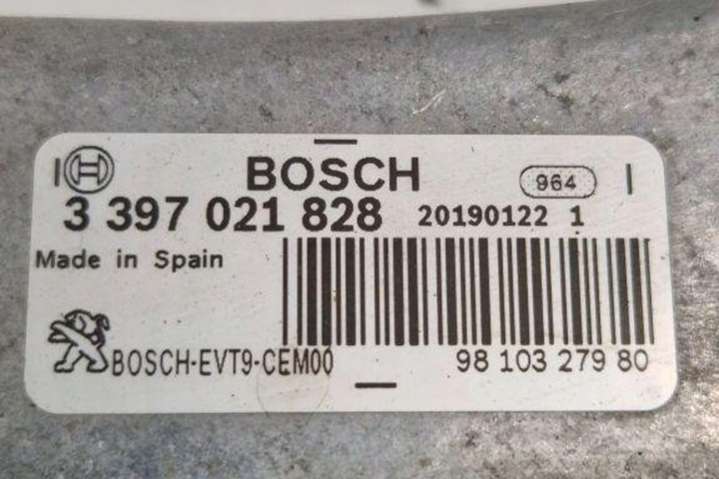 BOSCH 964
3 397 021 828 20190122 1
Made in Spain
BOSCH-EVT9-CEM00 98 103 279 80